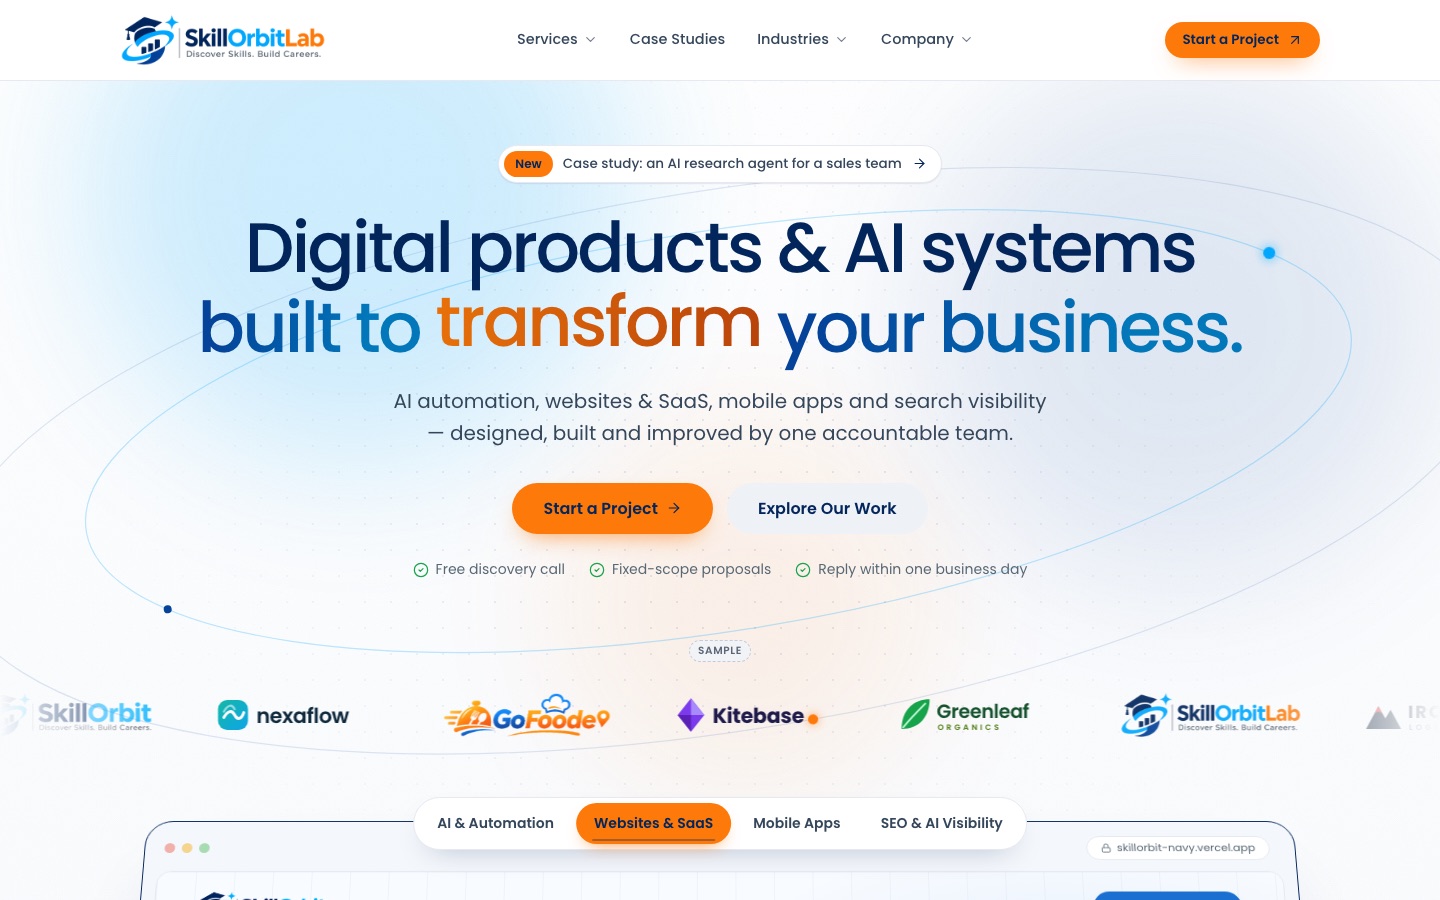 SkillOrbitLab
Discover Skills. Build Careers.
Services
Case Studies
Industries
Company
Start a Project
New Case study: an AI research agent for a sales team
Digital products & AI systems
built to transform your business.
AI automation, websites & SaaS, mobile apps and search visibility
— designed, built and improved by one accountable team.
Start a Project
Explore Our Work
Free discovery call
Fixed-scope proposals
Reply within one business day
SAMPLE
SkillOrbit
Discover Skills. Build Careers.
nexaflow
GoFoode
Kitebase
Greenleaf
ORGANICS
SkillOrbitLab
Discover Skills. Build Careers.
AI & Automation
Websites & SaaS
Mobile Apps
SEO & AI Visibility
skillorbit-navy.vercel.app